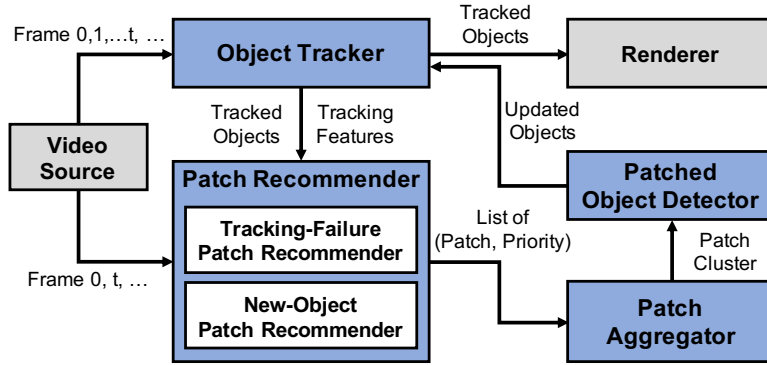 Frame 0,1,...t, ...
Object Tracker
Tracked
Objects
Renderer
Tracked
Objects
Tracking
Features
Updated
Objects
Video
Source
Patch Recommender
Tracking-Failure
Patch Recommender
New-Object
Patch Recommender
Frame 0, t, ...
List of
(Patch, Priority)
Patched
Object Detector
Patch
Cluster
Patch
Aggregator